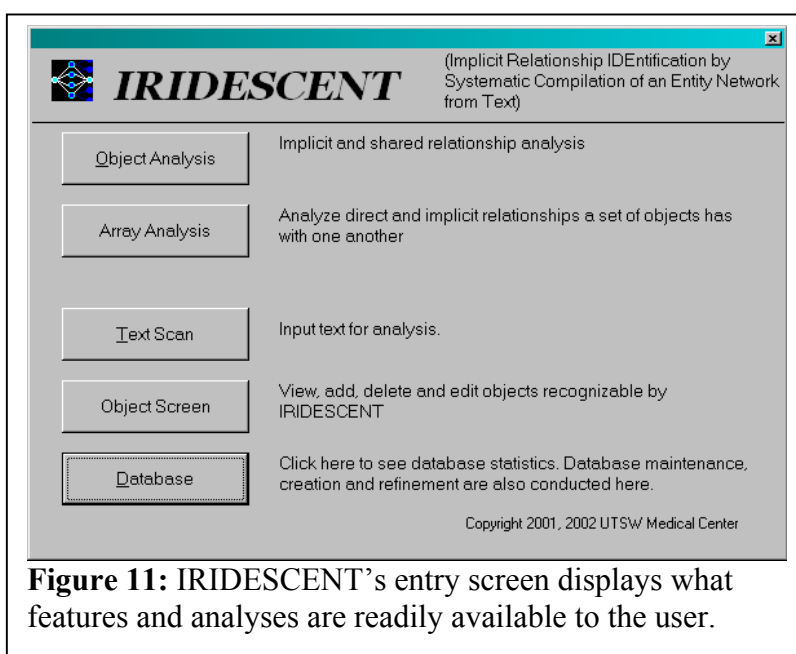 IRIDESCENT
(Implicit Relationship IDEntification by
Systematic Compilation of an Entity Network
from Text)
Object Analysis
Implicit and shared relationship analysis
Array Analysis
Analyze direct and implicit relationships a set of objects has
with one another
Text Scan
Input text for analysis.
Object Screen
View, add, delete and edit objects recognizable by
IRIDESCENT
Database
Click here to see database statistics. Database maintenance,
creation and refinement are also conducted here.
Copyright 2001, 2002 UTSW Medical Center
Figure 11: IRIDESCENT’s entry screen displays what
features and analyses are readily available to the user.